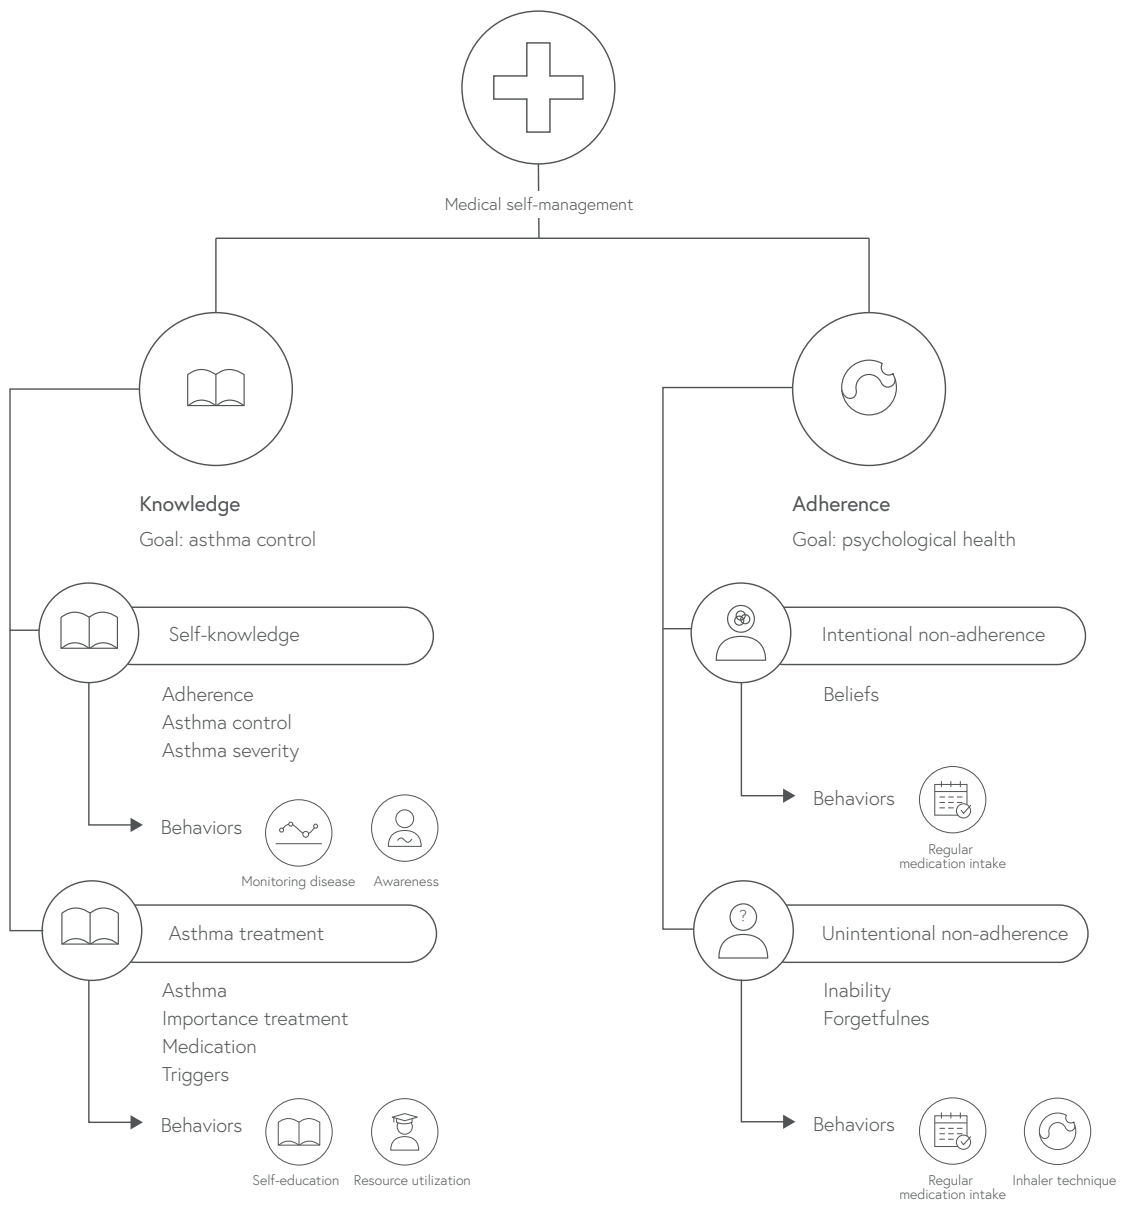 Medical self-management
Knowledge
Goal: asthma control
Self-knowledge
Adherence
Asthma control
Asthma severity
Behaviors
Monitoring disease
Awareness
Asthma treatment
Asthma
Importance treatment
Medication
Triggers
Behaviors
Self-education
Resource utilization
Adherence
Goal: psychological health
Intentional non-adherence
Beliefs
Behaviors
Regular
medication intake
Unintentional non-adherence
?
Inability
Forgetfulnes
Behaviors
Regular
medication intake
Inhaler technique